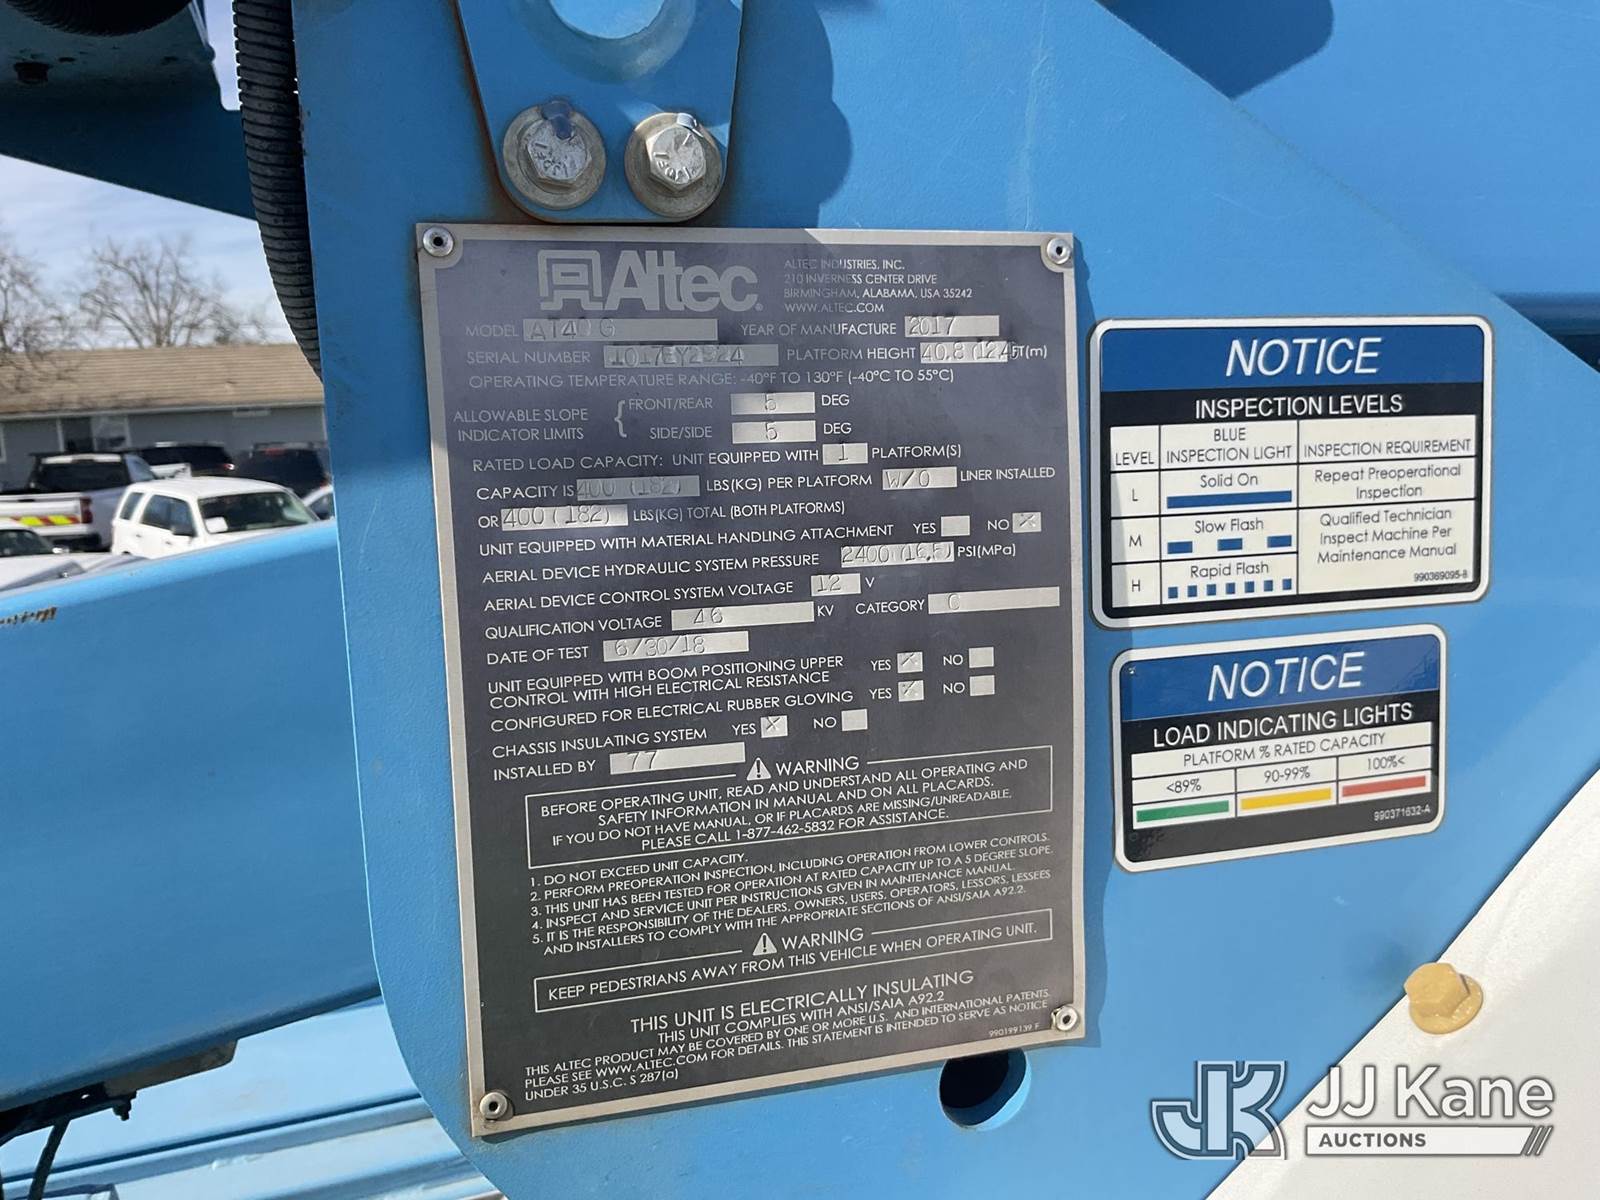 Altec
ALTEC INDUSTRIES, INC.
210 INVERNESS CENTER DRIVE
BIRMINGHAM, ALABAMA, USA 35242
WWW.ALTEC.COM
MODEL AT40 G YEAR OF MANUFACTURE 2017
SERIAL NUMBER PLATFORM HEIGHT 40.8 (12.4) FT(m)
OPERATING TEMPERATURE RANGE: -40°F TO 130°F (-40°C TO 55°C)
ALLOWABLE SLOPE INDICATOR LIMITS
FRONT/REAR 5 DEG
SIDE/SIDE 5 DEG
RATED LOAD CAPACITY: UNIT EQUIPPED WITH 1 PLATFORM(S)
CAPACITY IS 400 (182) LBS(KG) PER PLATFORM W/O LINER INSTALLED
OR 400 (182) LBS(KG) TOTAL (BOTH PLATFORMS)
UNIT EQUIPPED WITH MATERIAL HANDLING ATTACHMENT YES NO X
AERIAL DEVICE HYDRAULIC SYSTEM PRESSURE 2400 (16.5) PSI(MPa)
AERIAL DEVICE CONTROL SYSTEM VOLTAGE 12 V
QUALIFICATION VOLTAGE 46 KV CATEGORY C
DATE OF TEST 6/30/18
UNIT EQUIPPED WITH BOOM POSITIONING UPPER
CONTROL WITH HIGH ELECTRICAL RESISTANCE YES X NO
CONFIGURED FOR ELECTRICAL RUBBER GLOVING YES X NO
CHASSIS INSULATING SYSTEM YES X NO
INSTALLED BY 77
WARNING
BEFORE OPERATING UNIT, READ AND UNDERSTAND ALL OPERATING AND
SAFETY INFORMATION IN MANUAL AND ON ALL PLACARDS.
IF YOU DO NOT HAVE MANUAL, OR IF PLACARDS ARE MISSING/UNREADABLE,
PLEASE CALL 1-877-462-5832 FOR ASSISTANCE.
1. DO NOT EXCEED UNIT CAPACITY.
2. PERFORM PREOPERATION INSPECTION, INCLUDING OPERATION FROM LOWER CONTROLS.
3. THIS UNIT HAS BEEN TESTED FOR OPERATION AT RATED CAPACITY UP TO A 5 DEGREE SLOPE.
4. INSPECT AND SERVICE UNIT PER INSTRUCTIONS GIVEN IN MAINTENANCE MANUAL.
5. IT IS THE RESPONSIBILITY OF THE DEALERS, OWNERS, USERS, OPERATORS, LESSORS, LESSEES
AND INSTALLERS TO COMPLY WITH THE APPROPRIATE SECTIONS OF ANSI/SAIA A92.2.
WARNING
KEEP PEDESTRIANS AWAY FROM THIS VEHICLE WHEN OPERATING UNIT.
THIS UNIT IS ELECTRICALLY INSULATING
THIS UNIT COMPLIES WITH ANSI/SAIA A92.2
THIS ALTEC PRODUCT MAY BE COVERED BY ONE OR MORE U.S. AND INTERNATIONAL PATENTS.
PLEASE SEE WWW.ALTEC.COM FOR DETAILS. THIS STATEMENT IS INTENDED TO SERVE AS NOTICE
UNDER 35 U.S.C. S 287(a)
990199139 F
NOTICE
INSPECTION LEVELS
LEVEL BLUE INSPECTION LIGHT INSPECTION REQUIREMENT
L Solid On Repeat Preoperational Inspection
M Slow Flash Qualified Technician Inspect Machine Per Maintenance Manual
H Rapid Flash
990369095-B
NOTICE
LOAD INDICATING LIGHTS
PLATFORM % RATED CAPACITY
<89% 90-99% 100%<
990371632-A
JK JJ Kane
AUCTIONS